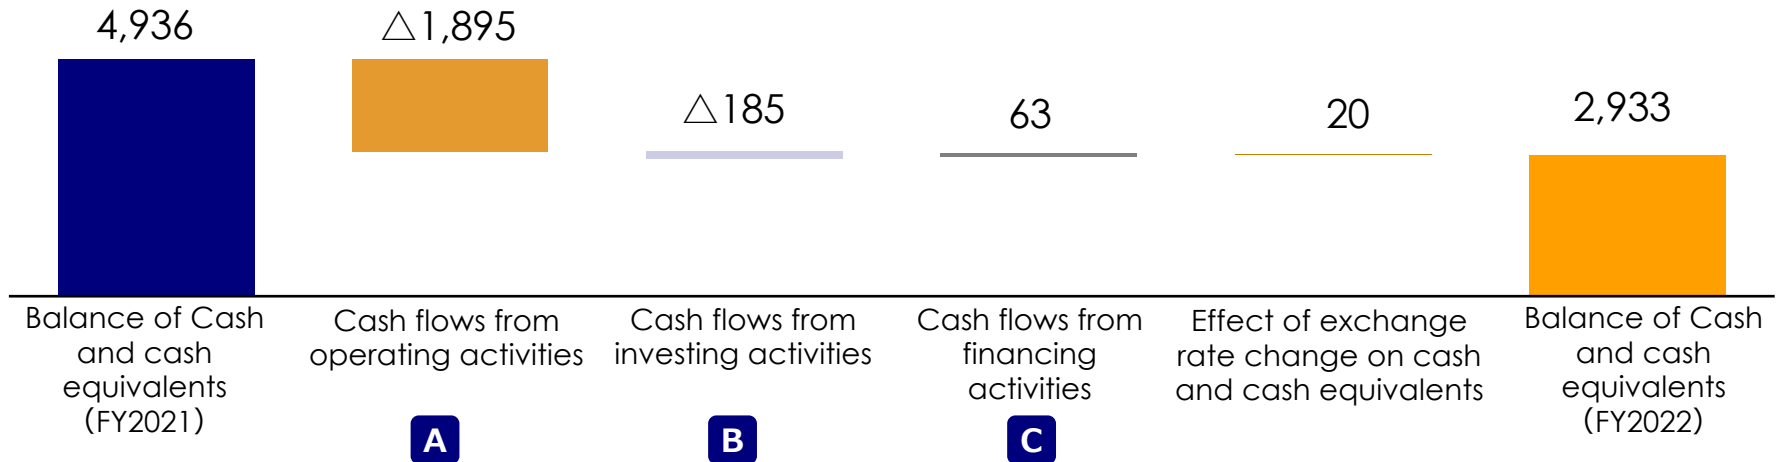 4,936
△1,895
△185
63
20
2,933
Balance of Cash
and cash
equivalents
(FY2021)
Cash flows from
operating activities
A
Cash flows from
investing activities
B
Cash flows from
financing
activities
C
Effect of exchange
rate change on cash
and cash equivalents
Balance of Cash
and cash
equivalents
(FY2022)